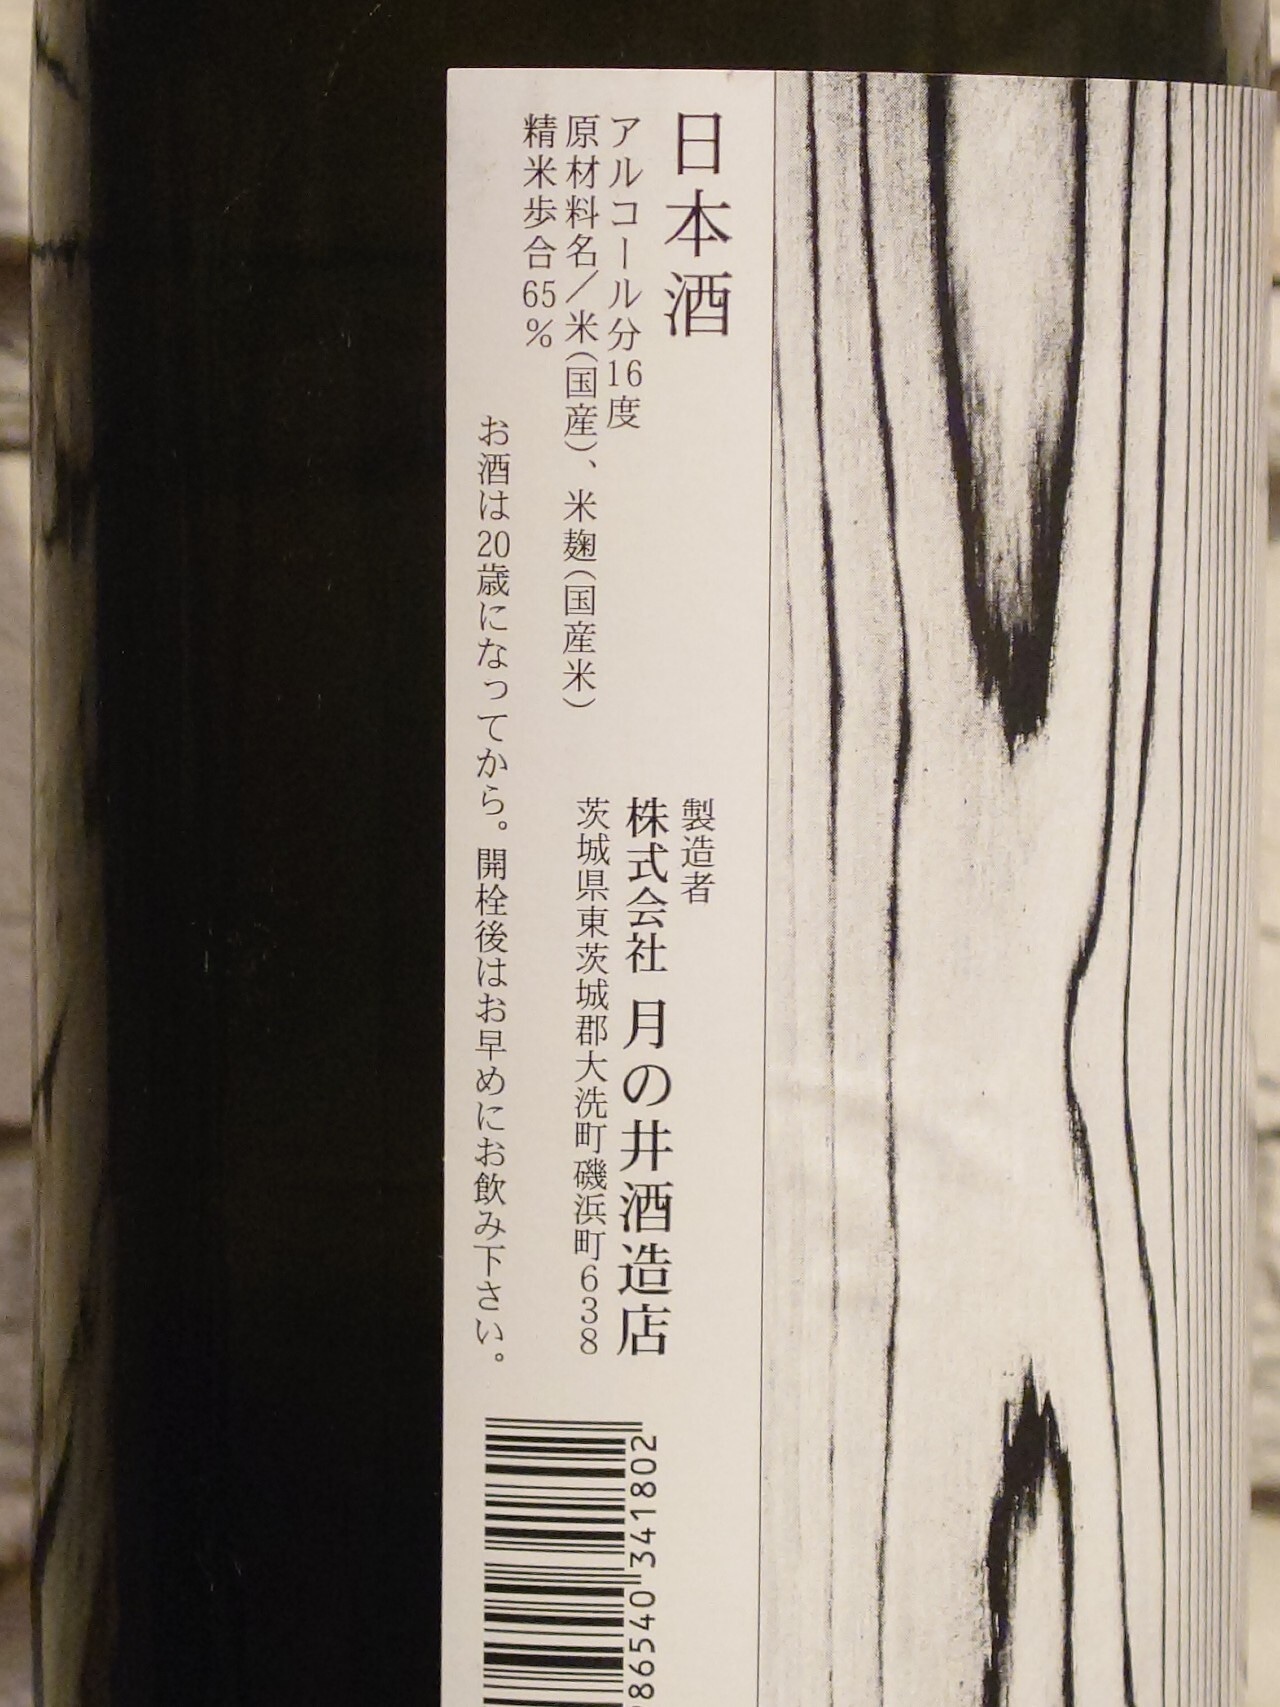 日本酒
アルコール分16度
原材料名／米(国産)、米麹(国産米)
精米歩合65%
製造者
株式会社 月の井酒造店
茨城県東茨城郡大洗町磯浜町638
お酒は20歳になってから。開栓後はお早めにお飲み下さい。
86540 341802